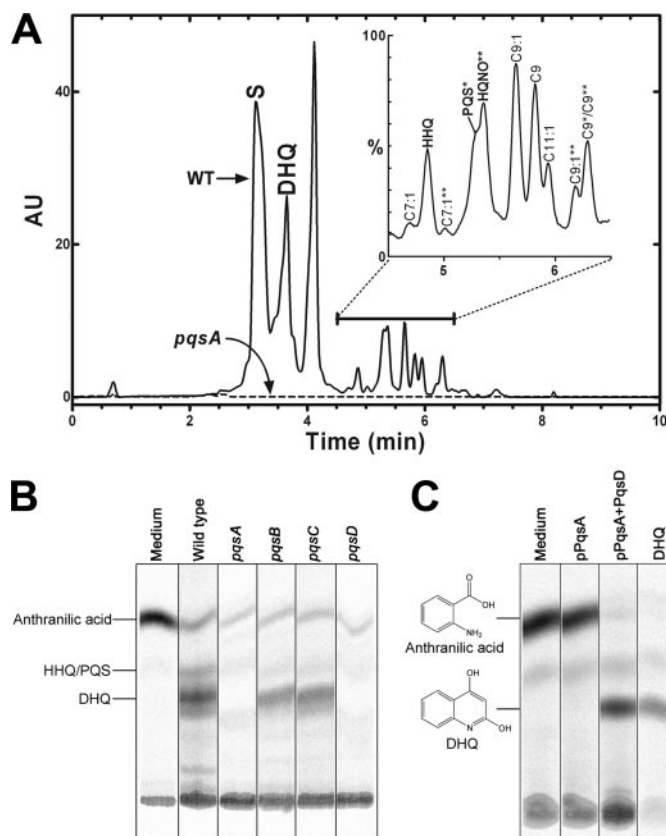 A
AU
40
20
0
0
2
4
6
8
10
Time (min)
WT
S
DHQ
pqsA
100
%
0
5
6
C7:1
HHQ
C7:1**
PQS*
HQNO**
C9:1
C9
C11:1
C9:1**
C9*/C9**
B
Medium
Wild type
pqsA
pqsB
pqsC
pqsD
Anthranilic acid
HHQ/PQS
DHQ
C
Medium
pPqsA
pPqsA+PqsD
DHQ
O
OH
NH₂
Anthranilic acid
OH
N
OH
DHQ